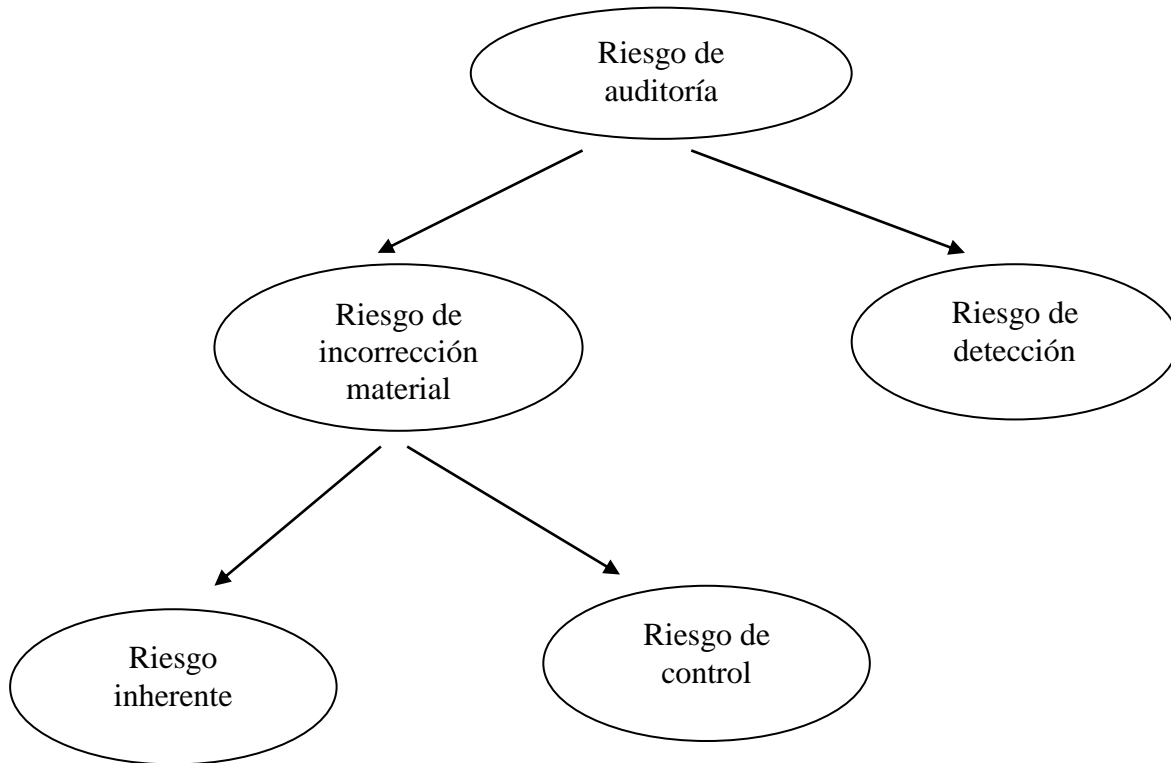 Riesgo de
auditoría
Riesgo de
incorrección
material
Riesgo de
detección
Riesgo
inherente
Riesgo de
control